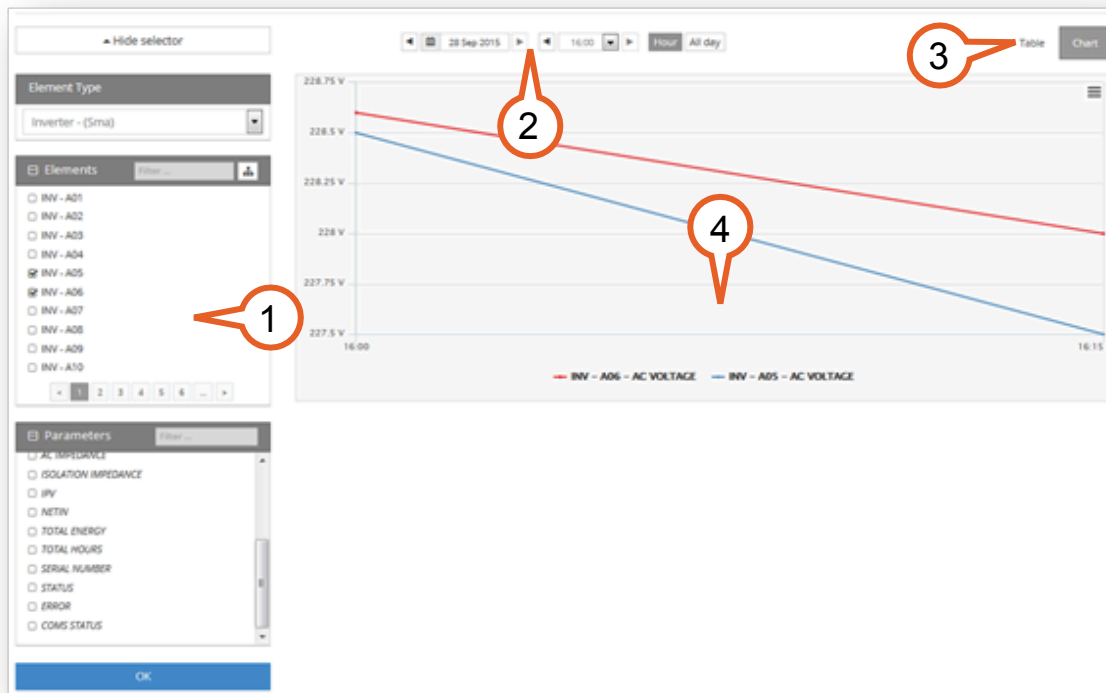 Hide selector
28 Sep 2015
16:00
Hour
All day
Table
Chart
3
2
Element Type
Inverter - (Sma)
Elements
Filter ...
INV - A01
INV - A02
INV - A03
INV - A04
INV - A05
INV - A06
INV - A07
INV - A08
INV - A09
INV - A10
< 1 2 3 4 5 6 ... >
1
228.75 V
228.5 V
228.25 V
228 V
227.75 V
227.5 V
4
16:00
16:15
INV - A06 - AC VOLTAGE
INV - A05 - AC VOLTAGE
Parameters
Filter ...
AC IMPEDANCE
ISOLATION IMPEDANCE
IPV
NETIN
TOTAL ENERGY
TOTAL HOURS
SERIAL NUMBER
STATUS
ERROR
COMS STATUS
OK